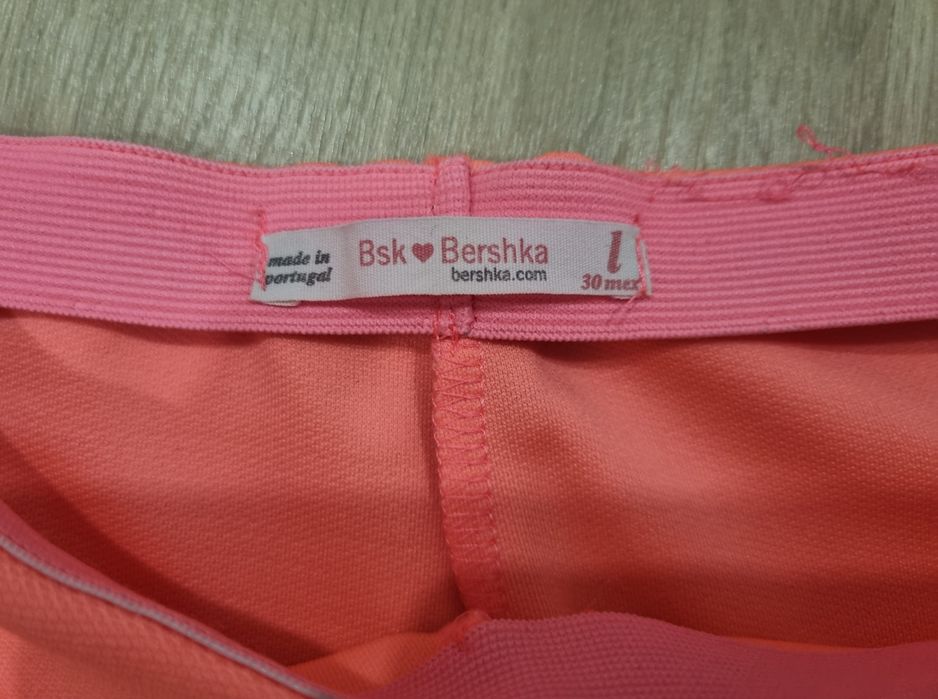 made in
portugal
Bsk ♥ Bershka
bershka.com
l
30 mex